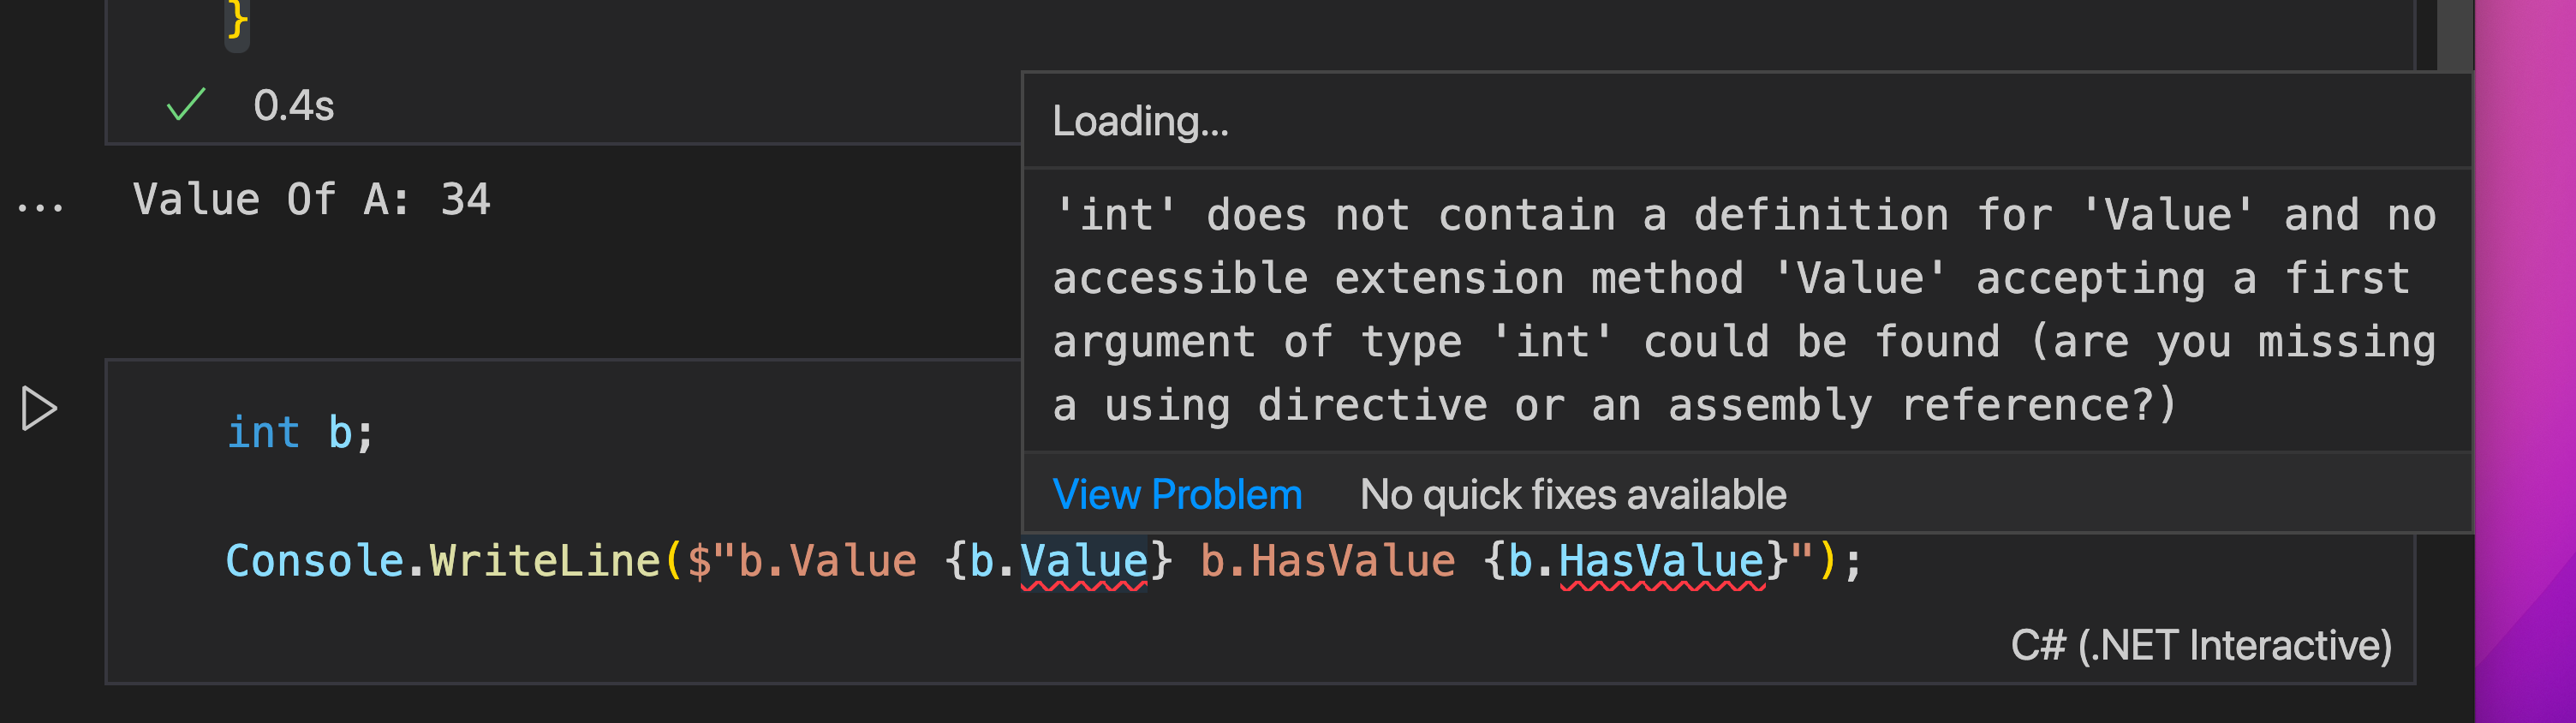 }
0.4s
Loading...
... Value Of A: 34
'int' does not contain a definition for 'Value' and no
accessible extension method 'Value' accepting a first
argument of type 'int' could be found (are you missing
a using directive or an assembly reference?)
View Problem No quick fixes available
int b;
Console.WriteLine($"b.Value {b.Value} b.HasValue {b.HasValue}");
C# (.NET Interactive)